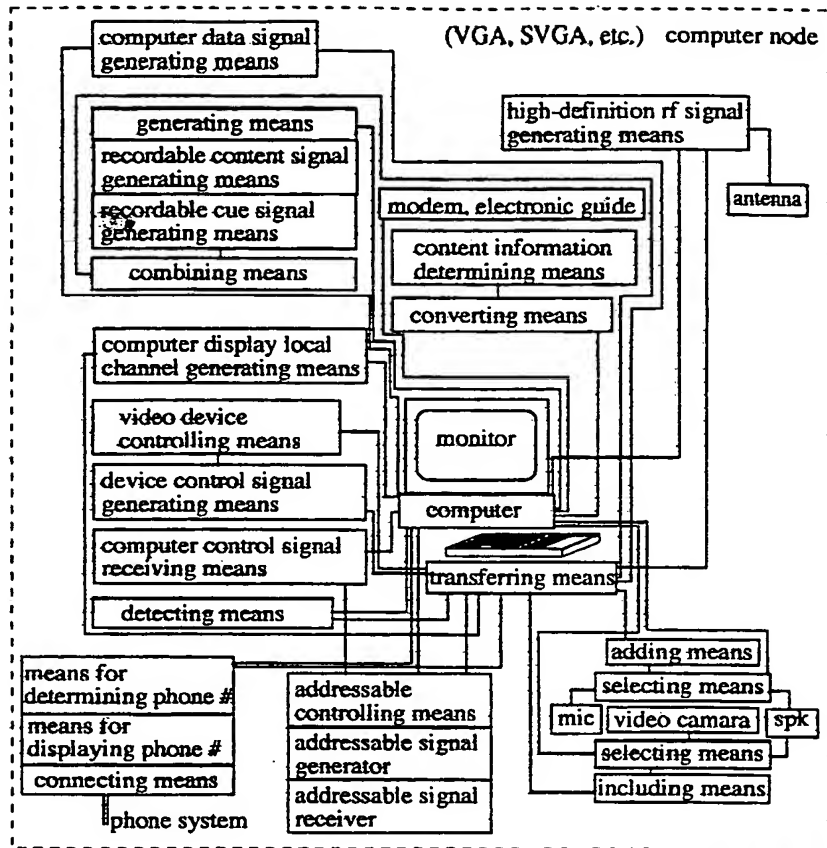 computer data signal
generating means
(VGA, SVGA, etc.) computer node
high-definition rf signal
generating means
antenna
generating means
recordable content signal
generating means
recordable cue signal
generating means
combining means
modem, electronic guide
content information
determining means
converting means
computer display local
channel generating means
video device
controlling means
device control signal
generating means
computer control signal
receiving means
detecting means
monitor
computer
transferring means
means for
determining phone #
means for
displaying phone #
connecting means
phone system
addressable
controlling means
addressable signal
generator
addressable signal
receiver
adding means
selecting means
mic
video camara
spk
selecting means
including means